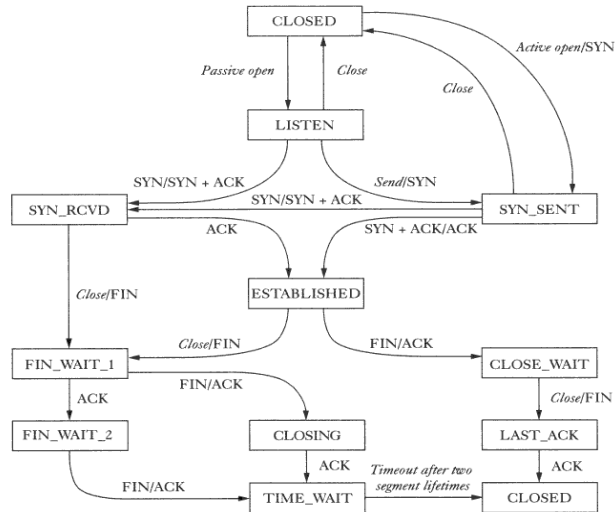 CLOSED
Active open/SYN
Passive open
Close
Close
LISTEN
SYN/SYN + ACK
Send/SYN
SYN_RCVD
SYN/SYN + ACK
SYN_SENT
ACK
SYN + ACK/ACK
ESTABLISHED
Close/FIN
Close/FIN
FIN/ACK
FIN_WAIT_1
FIN/ACK
CLOSE_WAIT
ACK
Close/FIN
FIN_WAIT_2
CLOSING
LAST_ACK
ACK
Timeout after two
segment lifetimes
ACK
FIN/ACK
TIME_WAIT
CLOSED